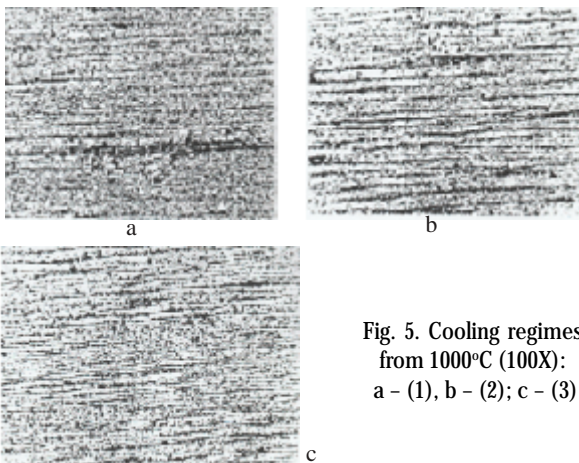 a
b
c
Fig. 5. Cooling regimes
from 1000°C (100X):
a – (1), b – (2); c – (3)